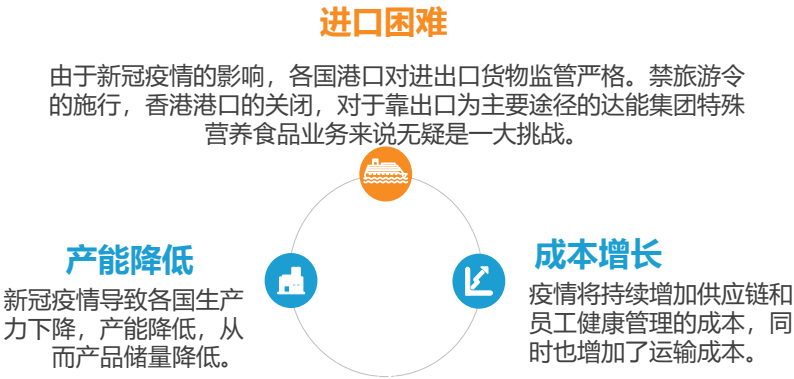 进口困难
由于新冠疫情的影响，各国港口对进出口货物监管严格。禁旅游令
的施行，香港港口的关闭，对于靠出口为主要途径的达能集团特殊
营养食品业务来说无疑是一大挑战。
产能降低
新冠疫情导致各国生产
力下降，产能降低，从
而产品储量降低。
成本增长
疫情将持续增加供应链和
员工健康管理的成本，同
时也增加了运输成本。